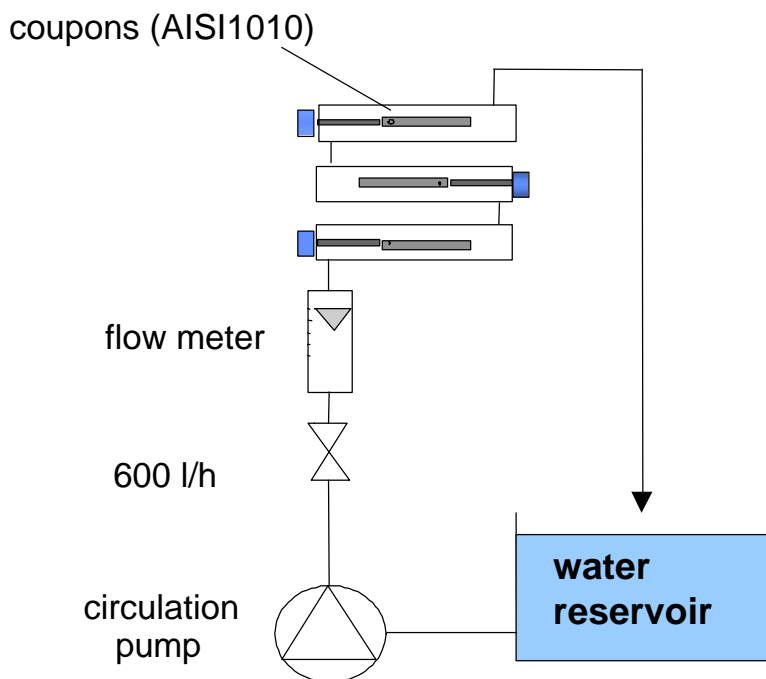 coupons (AISI1010)
flow meter
600 l/h
circulation
pump
water
reservoir